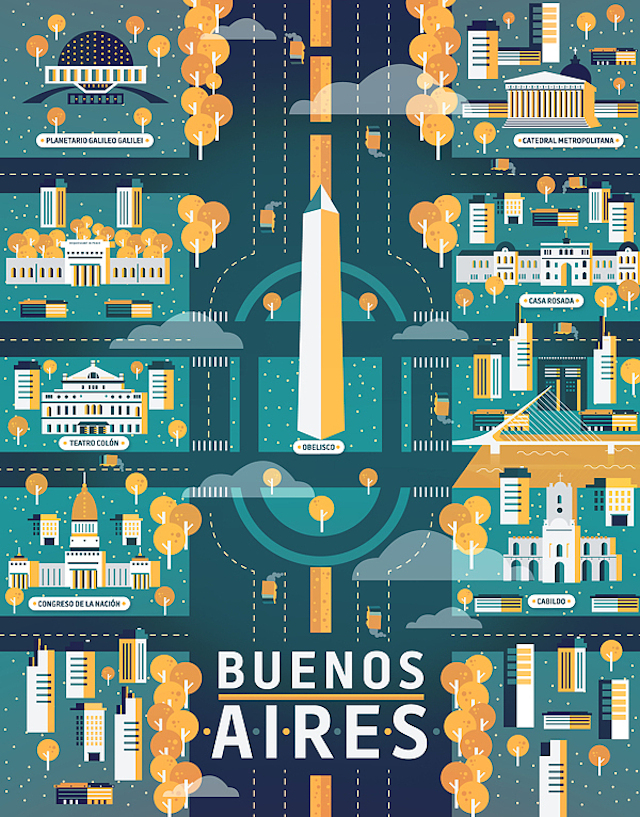 PLANETARIO GALILEO GALILEI
CATEDRAL METROPOLITANA
CASA ROSADA
TEATRO COLÓN
OBELISCO
CONGRESO DE LA NACIÓN
CABILDO
BUENOS
AIRES